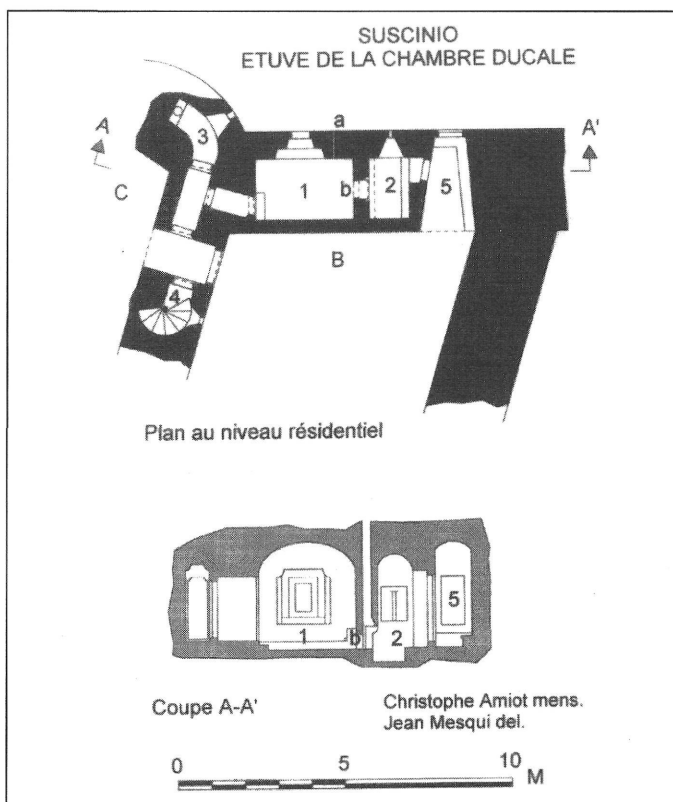 SUSCINIO
ETUVE DE LA CHAMBRE DUCALE
A
a
A'
3
C
1
b
2
5
B
4
Plan au niveau résidentiel
1
b
2
5
Coupe A-A'
Christophe Amiot mens.
Jean Mesqui del.
0
5
10
M